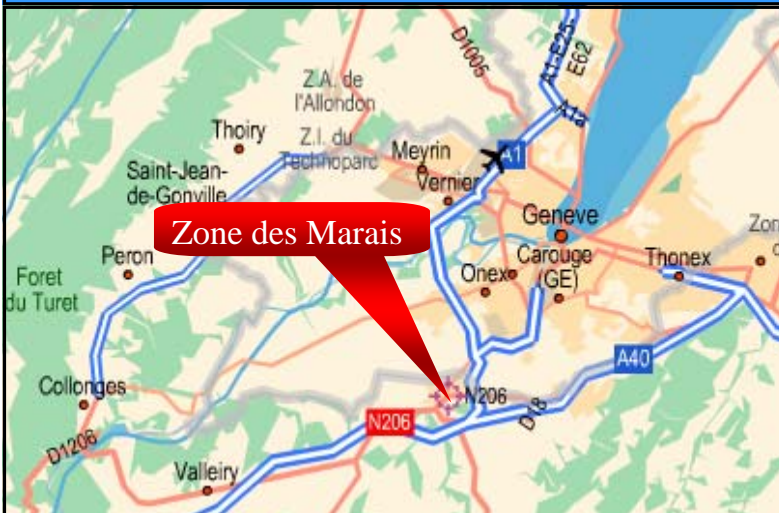 D1005
A1-E25-
E62
Z.A. de
l'Allondon
A1a
Thoiry
Z.I. du
Technoparc
Meyrin
A1
Saint-Jean-
de-Gonville
Vernier
Zone des Marais
Geneve
Zon
Peron
Onex
Carouge
(GE)
Thonex
Foret
du Turet
A40
Collonges
N206
N206
D18
D1206
Valleiry